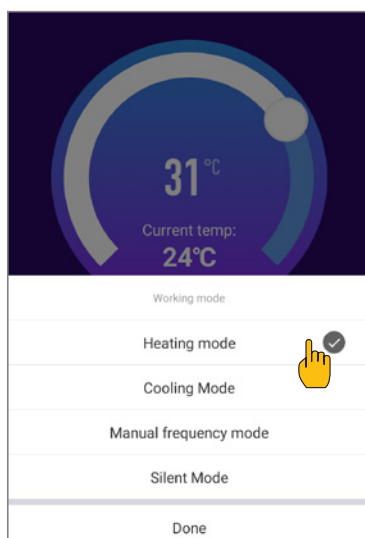 31°C
Current temp:
24°C
Working mode
Heating mode
Cooling Mode
Manual frequency mode
Silent Mode
Done